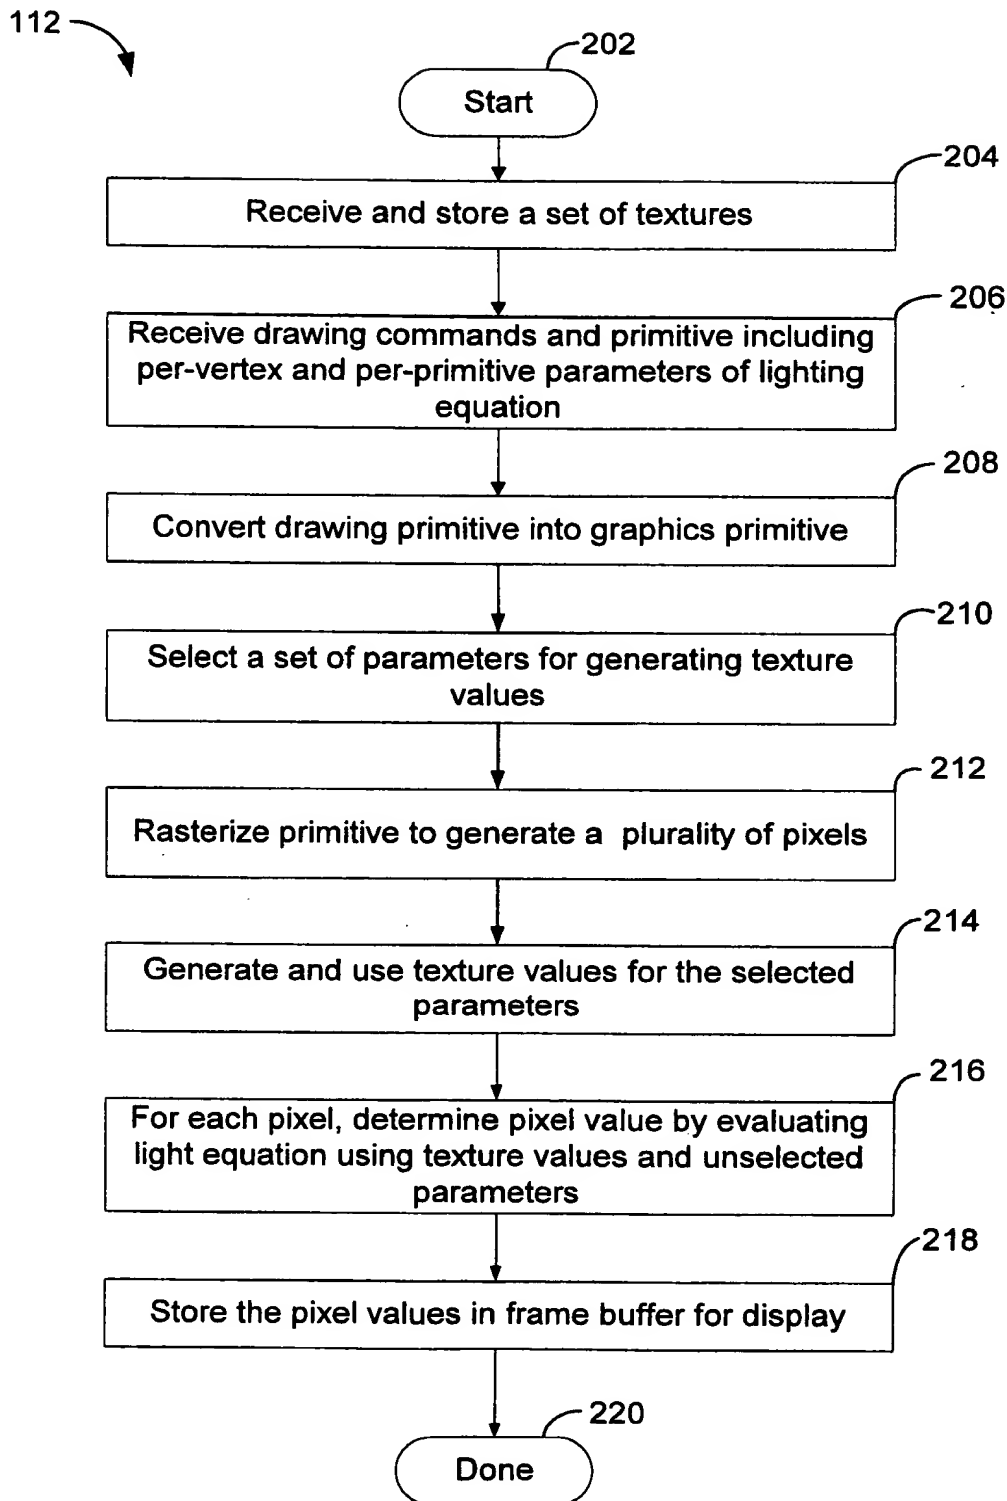 112
202
Start
204
Receive and store a set of textures
206
Receive drawing commands and primitive including
per-vertex and per-primitive parameters of lighting
equation
208
Convert drawing primitive into graphics primitive
210
Select a set of parameters for generating texture
values
212
Rasterize primitive to generate a plurality of pixels
214
Generate and use texture values for the selected
parameters
216
For each pixel, determine pixel value by evaluating
light equation using texture values and unselected
parameters
218
Store the pixel values in frame buffer for display
220
Done